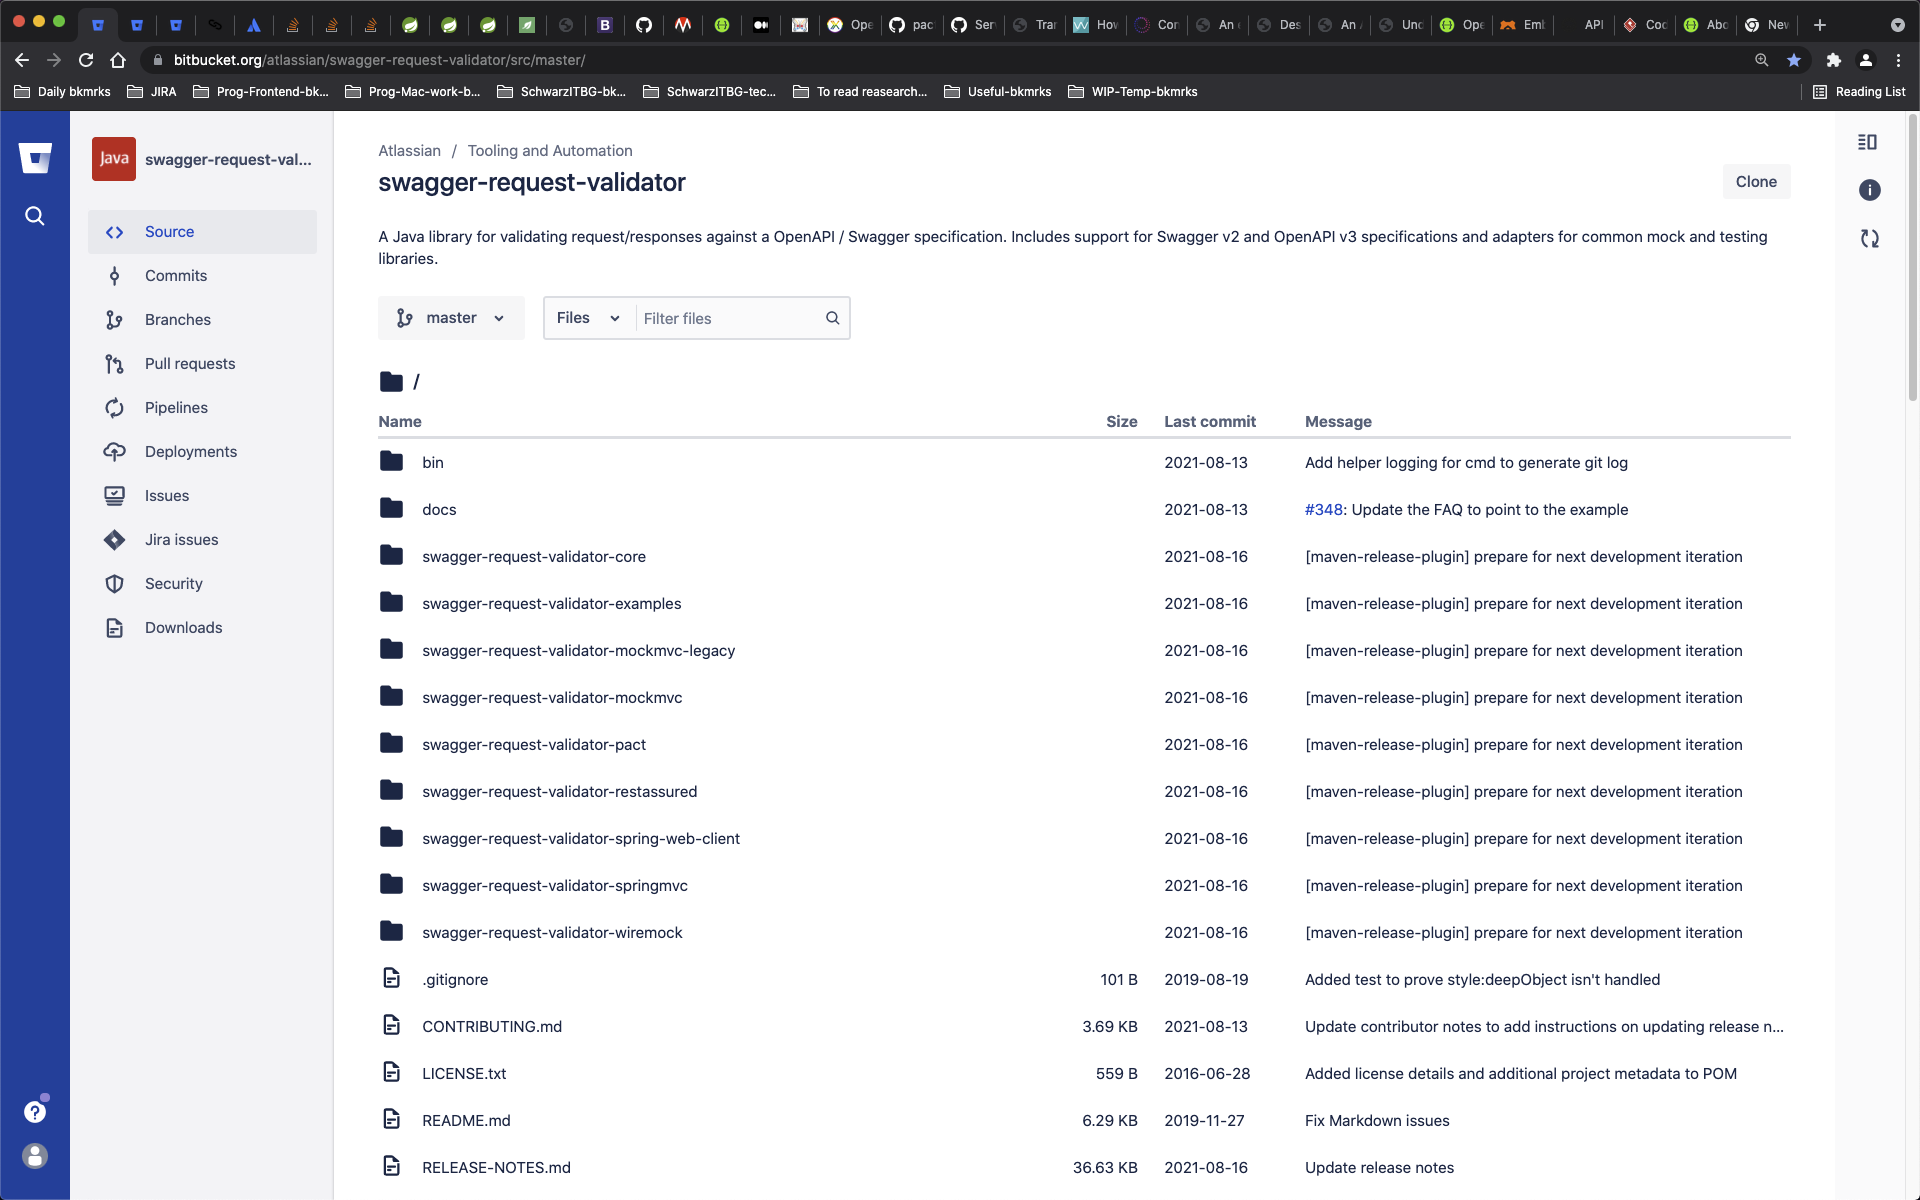 Ope
pac
Ser
Trar
How
Cor
An e
Des
An A
Und
Ope
Emb
API
Coc
Abo
New
bitbucket.org/atlassian/swagger-request-validator/src/master/
Daily bkmrks
JIRA
Prog-Frontend-bk...
Prog-Mac-work-b...
SchwarzITBG-bk...
SchwarzITBG-tec...
To read reasearch...
Useful-bkmrks
WIP-Temp-bkmrks
Reading List
Java
swagger-request-val...
Source
Commits
Branches
Pull requests
Pipelines
Deployments
Issues
Jira issues
Security
Downloads
Atlassian / Tooling and Automation
swagger-request-validator
Clone
A Java library for validating request/responses against a OpenAPI / Swagger specification. Includes support for Swagger v2 and OpenAPI v3 specifications and adapters for common mock and testing
libraries.
master
Files
Filter files
/
Name Size Last commit Message
bin 2021-08-13 Add helper logging for cmd to generate git log
docs 2021-08-13 #348: Update the FAQ to point to the example
swagger-request-validator-core 2021-08-16 [maven-release-plugin] prepare for next development iteration
swagger-request-validator-examples 2021-08-16 [maven-release-plugin] prepare for next development iteration
swagger-request-validator-mockmvc-legacy 2021-08-16 [maven-release-plugin] prepare for next development iteration
swagger-request-validator-mockmvc 2021-08-16 [maven-release-plugin] prepare for next development iteration
swagger-request-validator-pact 2021-08-16 [maven-release-plugin] prepare for next development iteration
swagger-request-validator-restassured 2021-08-16 [maven-release-plugin] prepare for next development iteration
swagger-request-validator-spring-web-client 2021-08-16 [maven-release-plugin] prepare for next development iteration
swagger-request-validator-springmvc 2021-08-16 [maven-release-plugin] prepare for next development iteration
swagger-request-validator-wiremock 2021-08-16 [maven-release-plugin] prepare for next development iteration
.gitignore 101 B 2019-08-19 Added test to prove style:deepObject isn't handled
CONTRIBUTING.md 3.69 KB 2021-08-13 Update contributor notes to add instructions on updating release n...
LICENSE.txt 559 B 2016-06-28 Added license details and additional project metadata to POM
README.md 6.29 KB 2019-11-27 Fix Markdown issues
RELEASE-NOTES.md 36.63 KB 2021-08-16 Update release notes